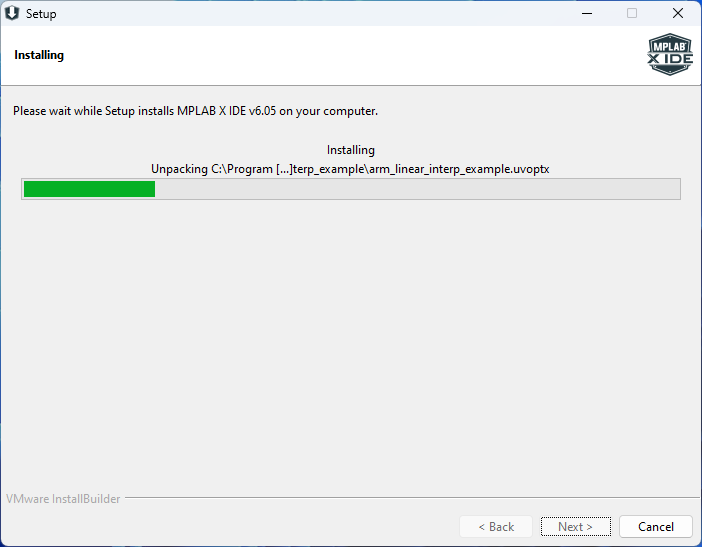 Setup
Installing
MPLAB
X IDE
Please wait while Setup installs MPLAB X IDE v6.05 on your computer.
Installing
Unpacking C:\Program [...]terp_example\arm_linear_interp_example.uvoptx
VMware InstallBuilder
< Back
Next >
Cancel